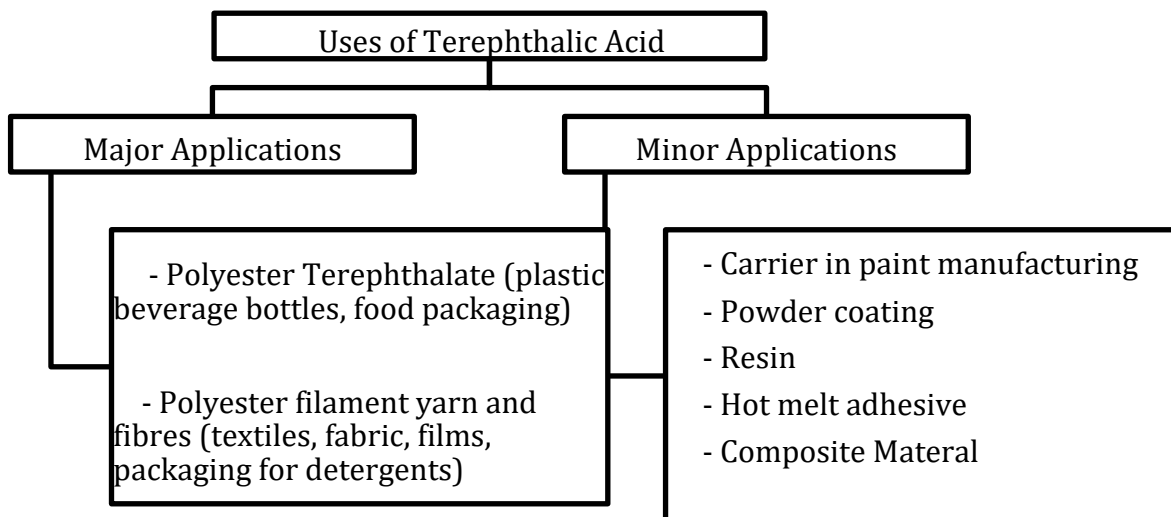 Uses of Terephthalic Acid
Major Applications
Minor Applications
- Polyester Terephthalate (plastic
beverage bottles, food packaging)
- Polyester filament yarn and
fibres (textiles, fabric, films,
packaging for detergents)
- Carrier in paint manufacturing
- Powder coating
- Resin
- Hot melt adhesive
- Composite Materal